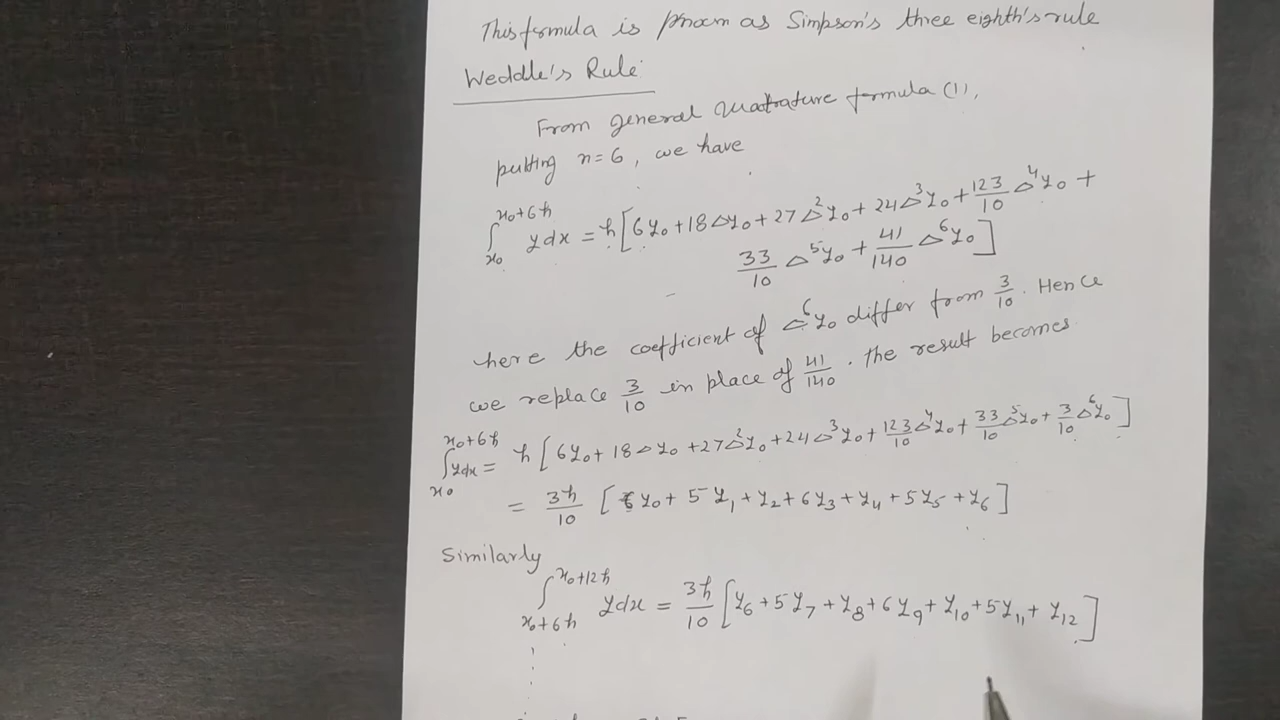 This formula is known as Simpson's three eighth's rule
Weddle's Rule:
From general quadrature formula (1),
putting n=6, we have
∫_{x₀}^{x₀+6h} ydx = h[6y₀+18Δy₀+27Δ²y₀+24Δ³y₀+123/10 Δ⁴y₀+
33/10 Δ⁵y₀+41/140 Δ⁶y₀]
here the coefficient of Δ⁶y₀ differ from 3/10. Hence
we replace 3/10 in place of 41/140. the result becomes
∫_{x₀}^{x₀+6h} ydx = h[6y₀+18Δy₀+27Δ²y₀+24Δ³y₀+123/10 Δ⁴y₀+33/10 Δ⁵y₀+3/10 Δ⁶y₀]
= 3h/10 [y₀+5y₁+y₂+6y₃+y₄+5y₅+y₆]
Similarly
∫_{x₀+6h}^{x₀+12h} ydx = 3h/10 [y₆+5y₇+y₈+6y₉+y₁₀+5y₁₁+y₁₂]